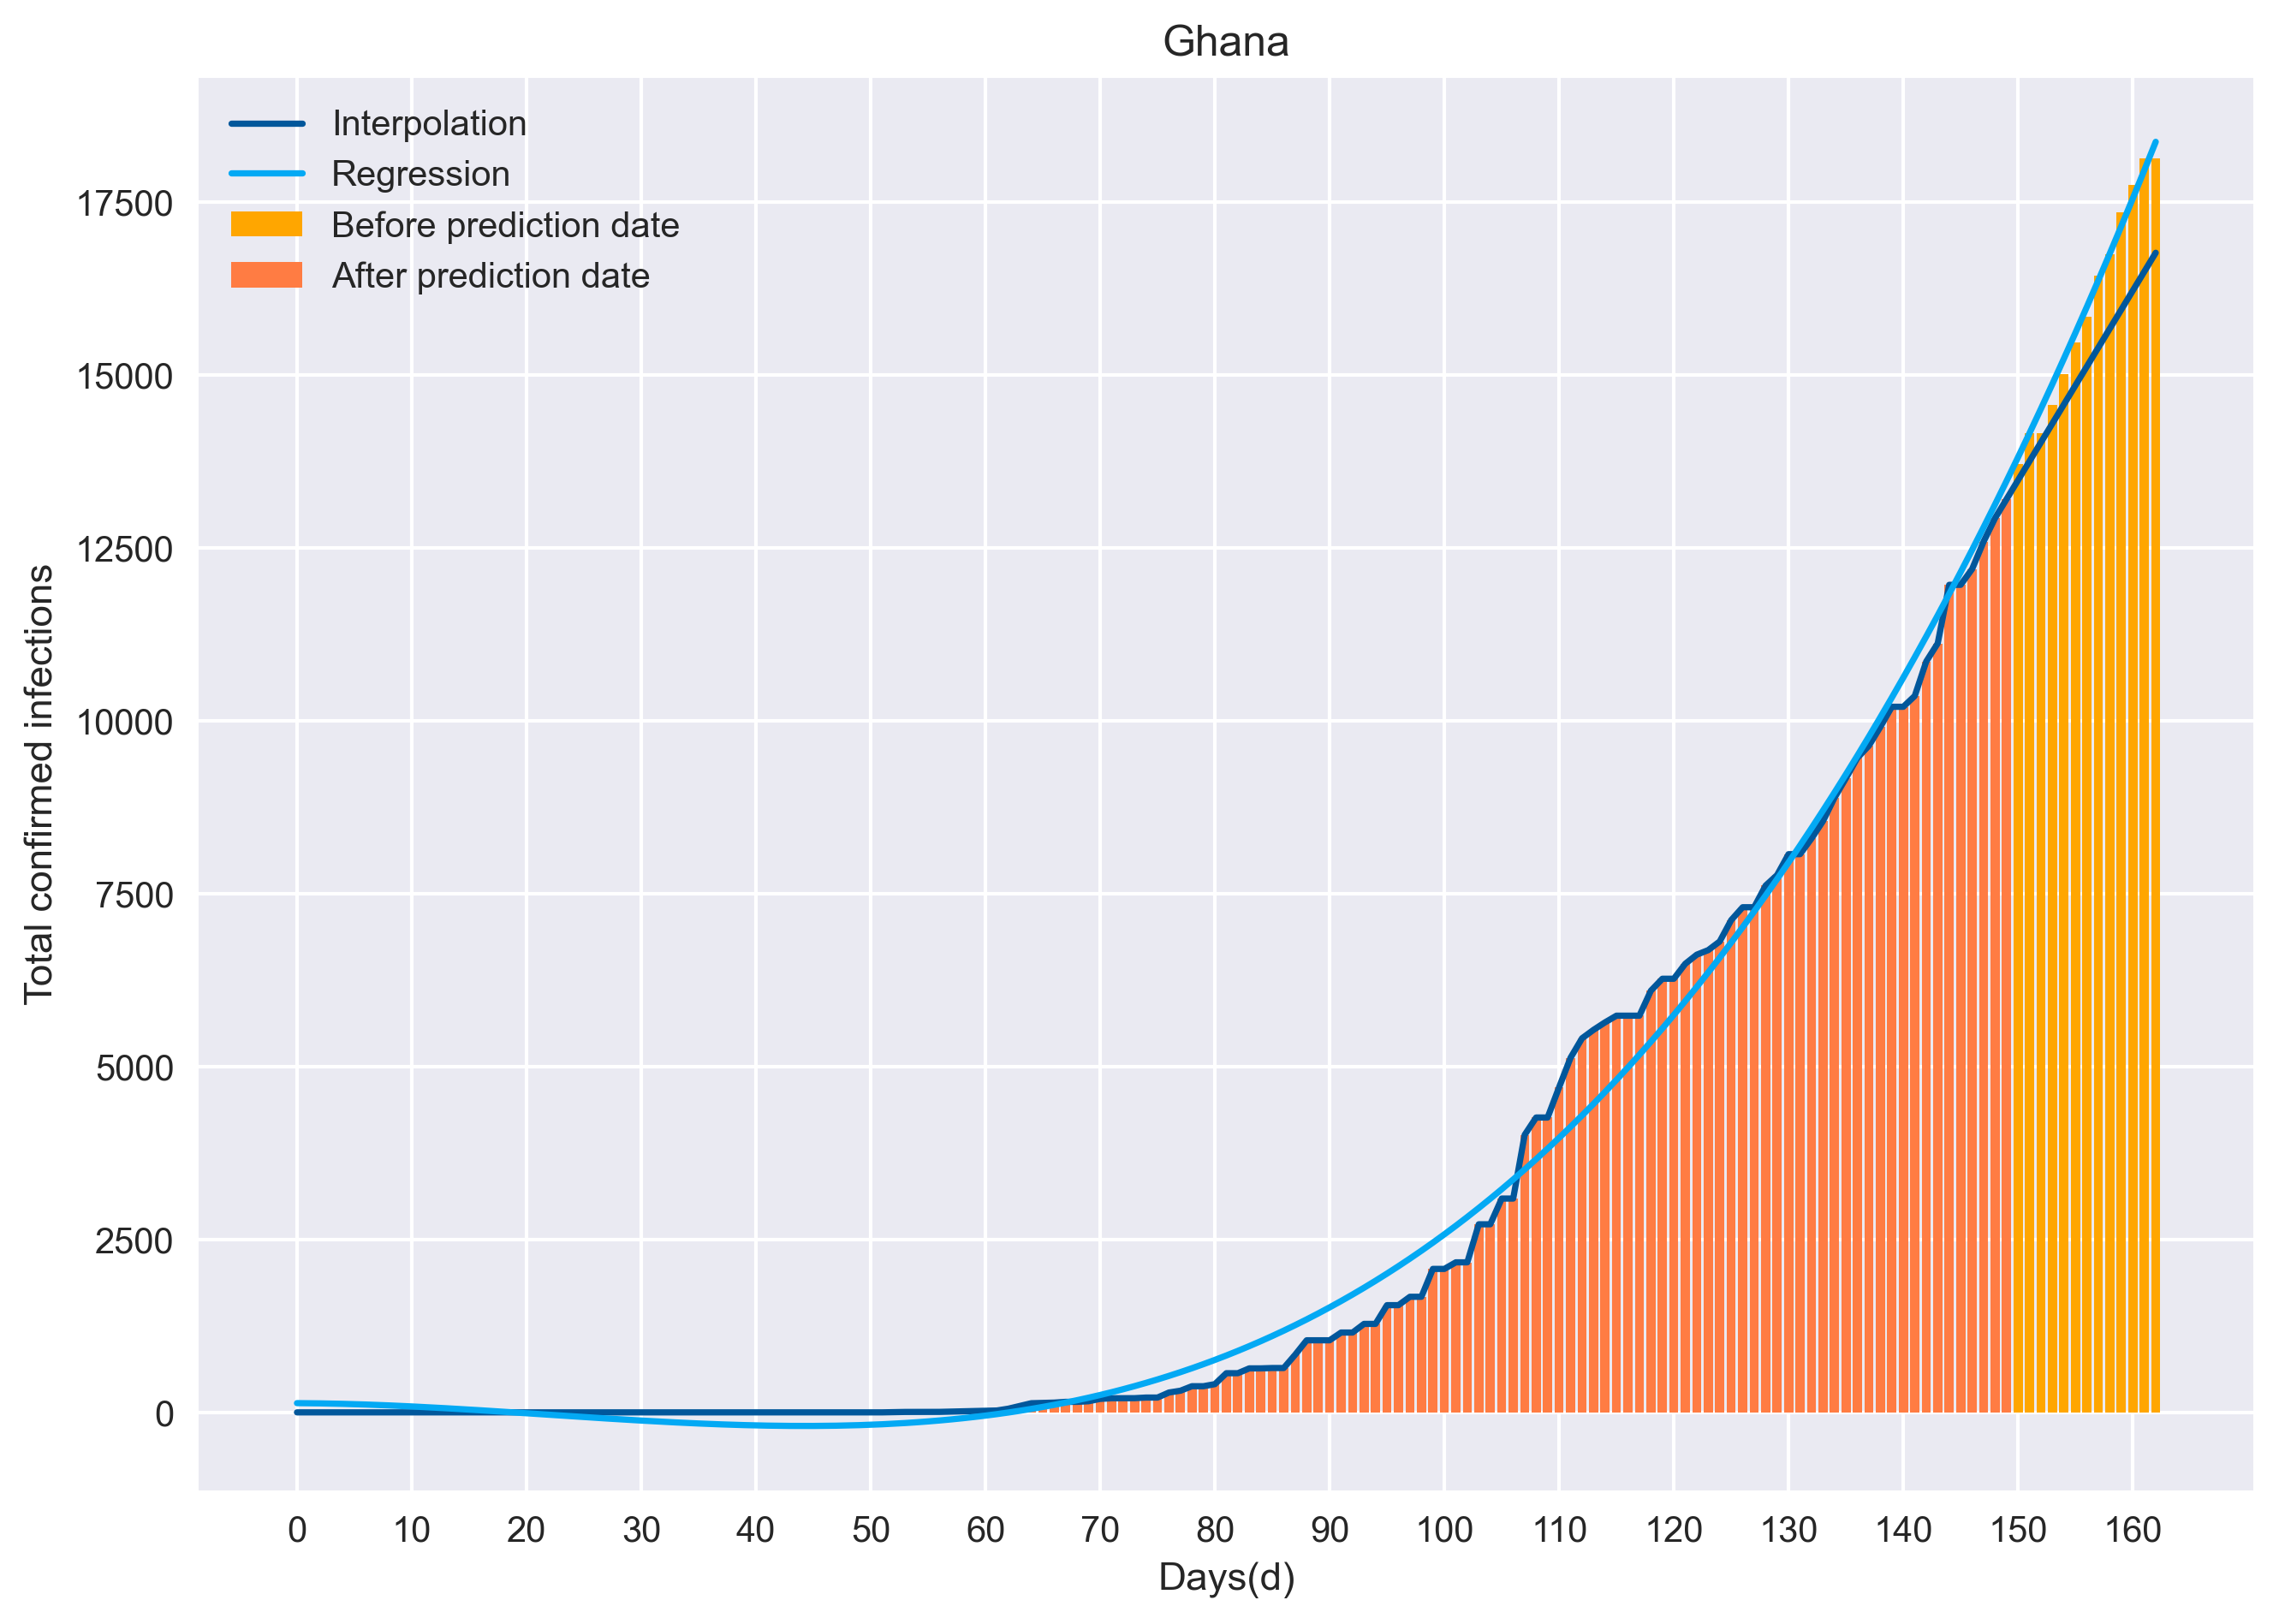 Ghana
Interpolation
Regression
Before prediction date
After prediction date
17500
15000
12500
10000
7500
5000
2500
0
Total confirmed infections
0 10 20 30 40 50 60 70 80 90 100 110 120 130 140 150 160
Days(d)